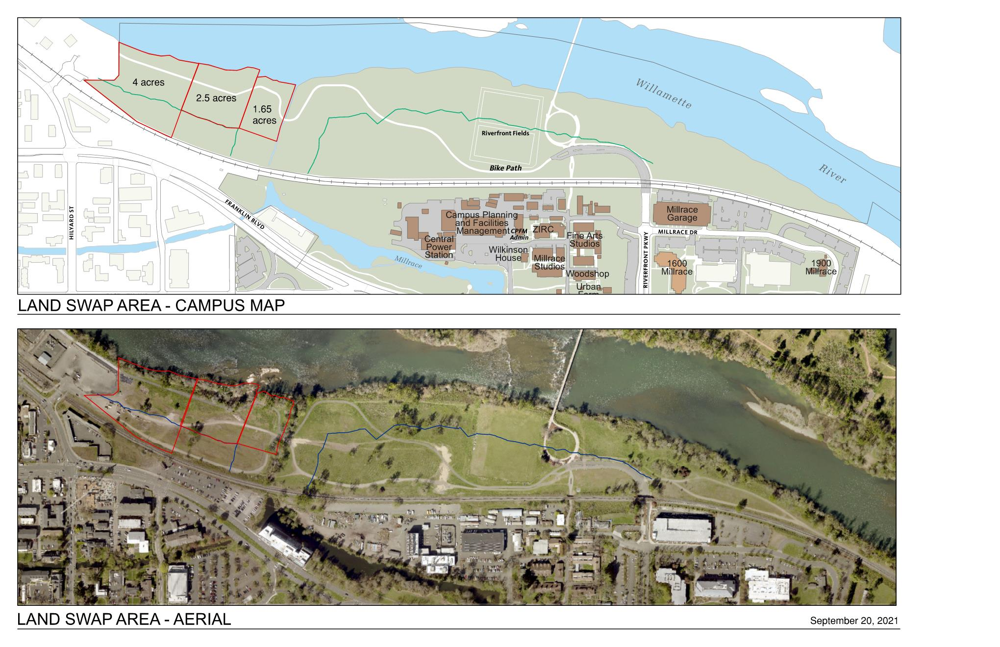 4 acres
2.5 acres
1.65
acres
Willamette
River
Riverfront Fields
Bike Path
HILYARD ST
FRANKLIN BLVD
Millrace
Campus Planning
and Facilities
Management
CPFM
Admin
ZIRC
Central
Power
Station
Wilkinson
House
Millrace
Studios
Fine Arts
Studios
Woodshop
Urban
Farm
RIVERFRONT PKWY
Millrace
Garage
MILLRACE DR
1600
Millrace
1900
Millrace
LAND SWAP AREA - CAMPUS MAP
LAND SWAP AREA - AERIAL
September 20, 2021